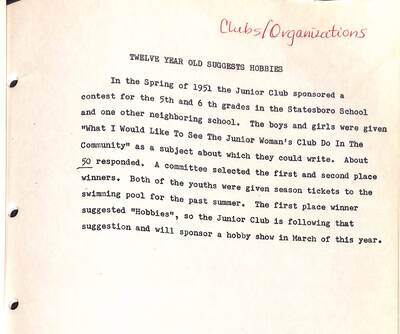 Clubs/Organizations
TWELVE YEAR OLD SUGGESTS HOBBIES
In the Spring of 1951 the Junior Club sponsored a
contest for the 5th and 6 th grades in the Statesboro School
and one other neighboring school. The boys and girls were given
"What I Would Like To See The Junior Woman's Club Do In The
Community" as a subject about which they could write. About
50 responded. A committee selected the first and second place
winners. Both of the youths were given season tickets to the
swimming pool for the past summer. The first place winner
suggested "Hobbies", so the Junior Club is following that
suggestion and will sponsor a hobby show in March of this year.